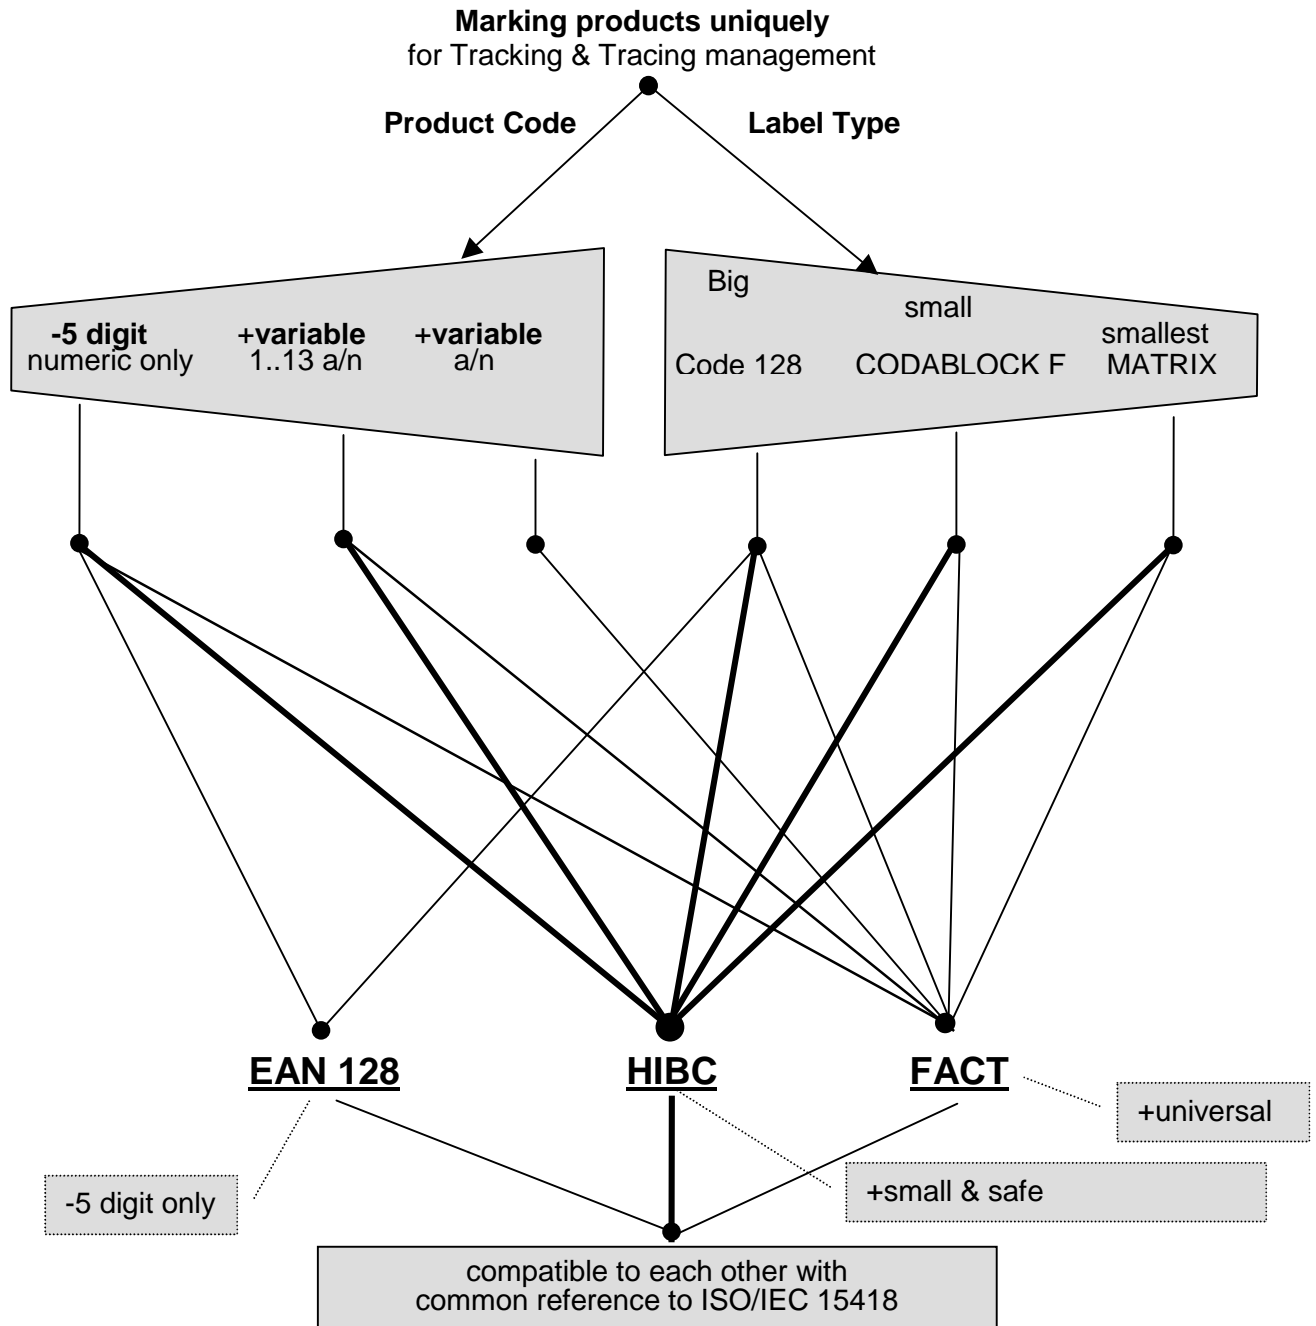 Marking products uniquely
for Tracking & Tracing management
Product Code
Label Type
-5 digit
numeric only
+variable
1..13 a/n
+variable
a/n
Big
Code 128
small
CODABLOCK F
smallest
MATRIX
EAN 128
HIBC
FACT
+universal
-5 digit only
+small & safe
compatible to each other with
common reference to ISO/IEC 15418